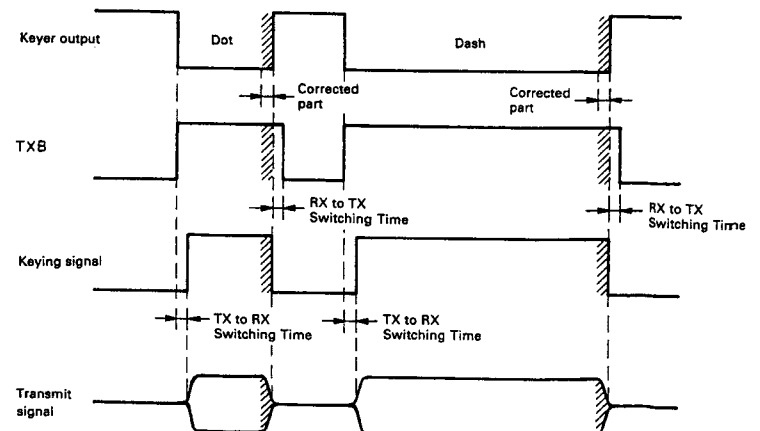 Keyer output
Dot
Dash
Corrected
part
Corrected
part
TXB
RX to TX
Switching Time
RX to TX
Switching Time
Keying signal
TX to RX
Switching Time
TX to RX
Switching Time
Transmit
signal